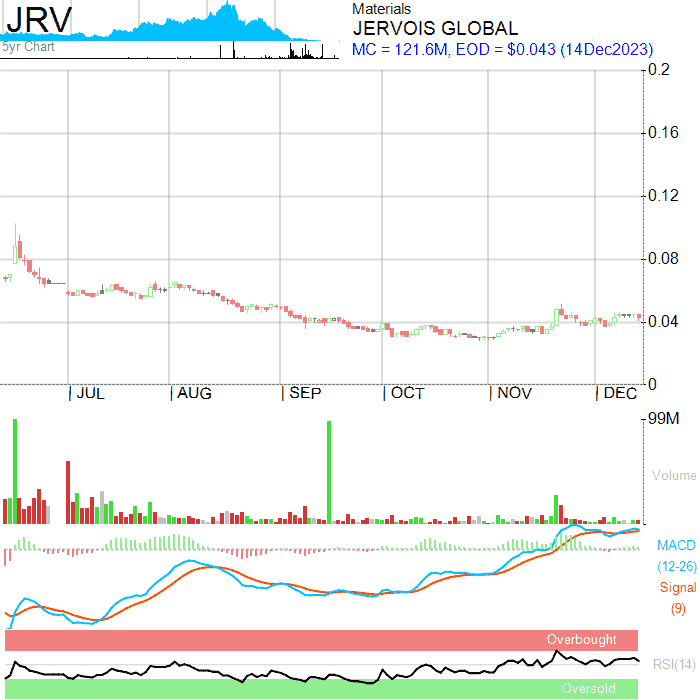 JRV
5yr Chart
Materials
JERVOIS GLOBAL
MC = 121.6M, EOD = $0.043 (14Dec2023)
0.2
0.16
0.12
0.08
0.04
0
JUL AUG SEP OCT NOV DEC
99M
Volume
MACD
(12-26)
Signal
(9)
Overbought
RSI(14)
Oversold